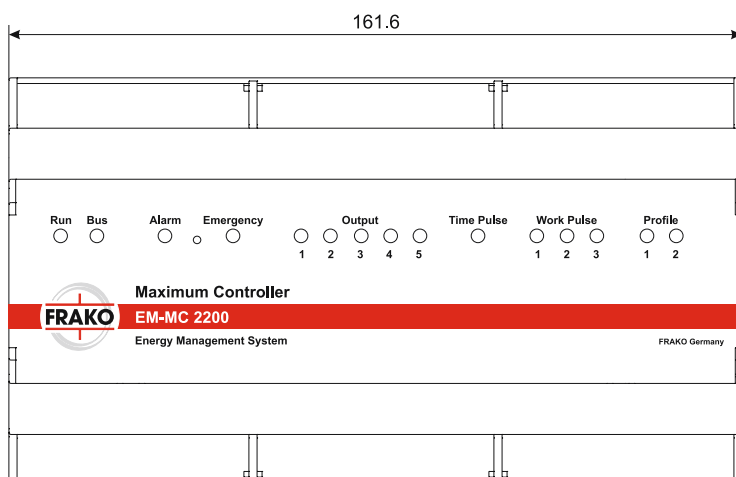 161.6
Run Bus Alarm Emergency Output Time Pulse Work Pulse Profile
1 2 3 4 5 1 2 3 1 2
Maximum Controller
FRAKO EM-MC 2200
Energy Management System FRAKO Germany